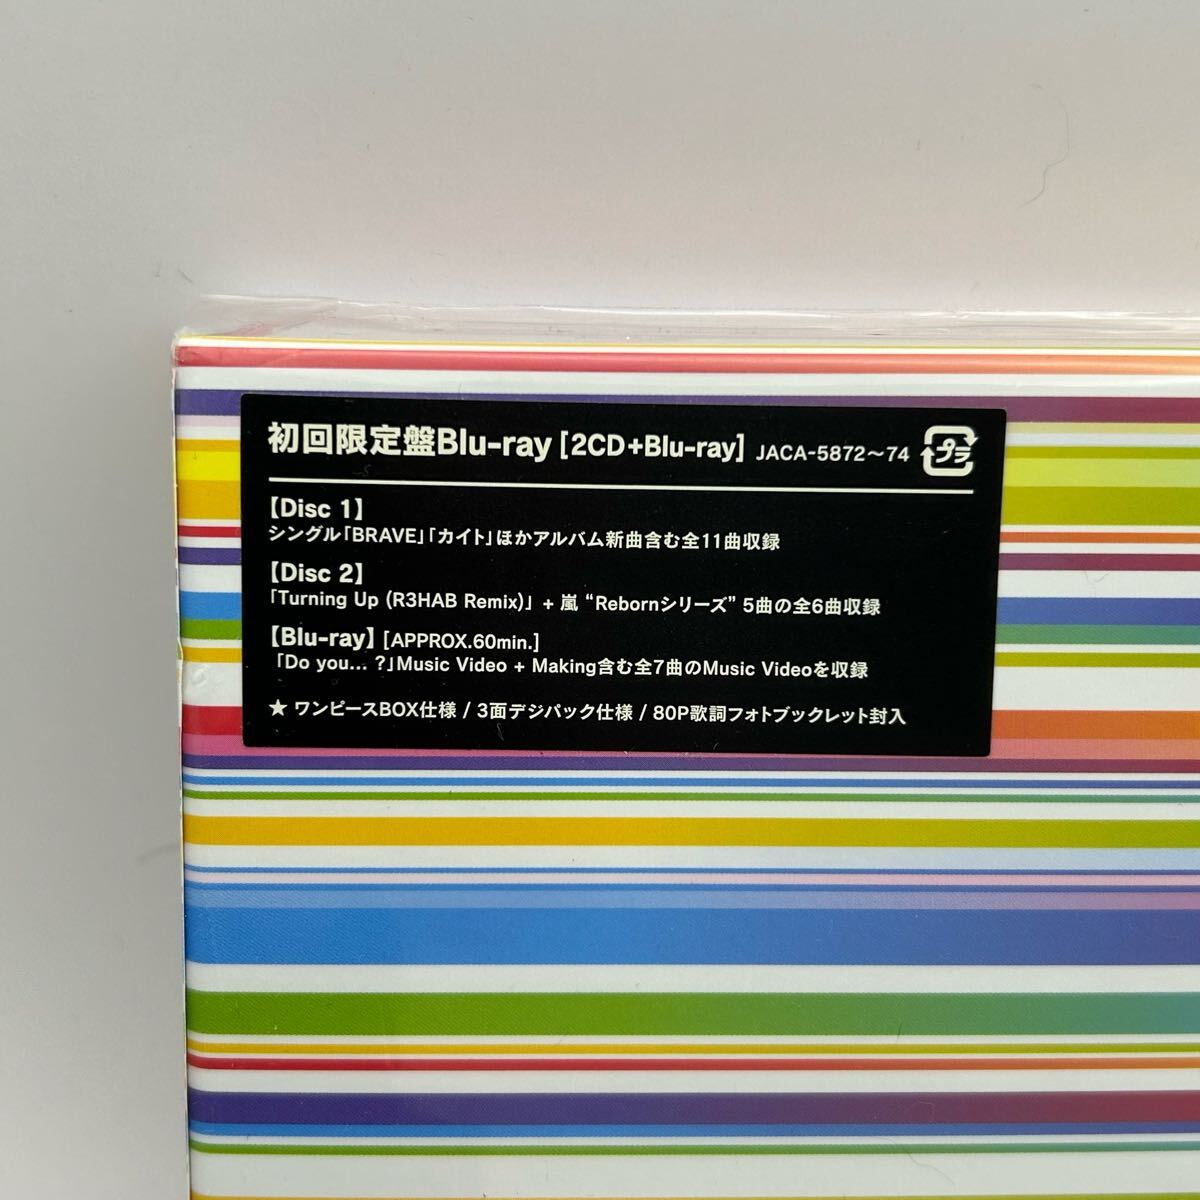 初回限定盤Blu-ray [2CD+Blu-ray] JACA-5872〜74 プラ
【Disc 1】
シングル「BRAVE」「カイト」ほかアルバム新曲含む全11曲収録
【Disc 2】
「Turning Up (R3HAB Remix)」 + 嵐 “Rebornシリーズ” 5曲の全6曲収録
【Blu-ray】 [APPROX.60min.]
「Do you... ?」Music Video + Making含む全7曲のMusic Videoを収録
★ ワンピースBOX仕様 / 3面デジパック仕様 / 80P歌詞フォトブックレット封入